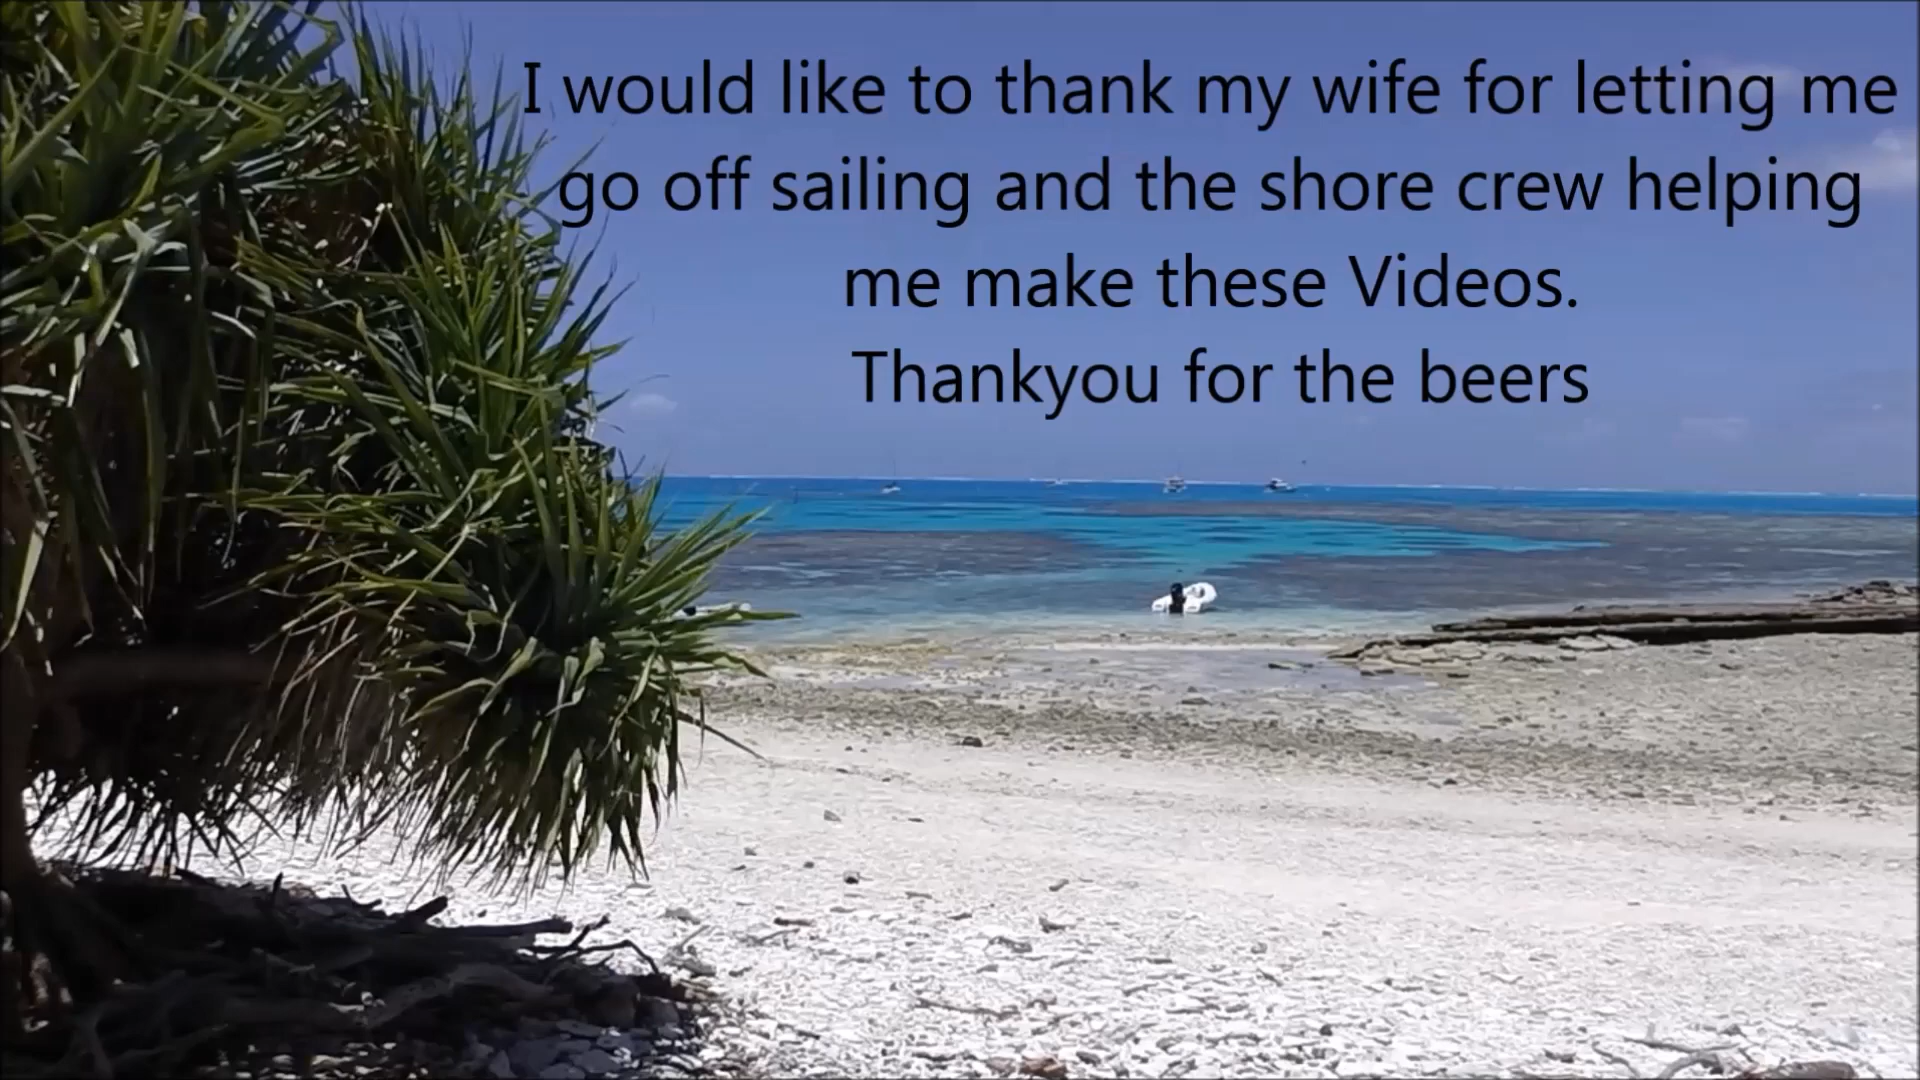 I would like to thank my wife for letting me
go off sailing and the shore crew helping
me make these Videos.
Thankyou for the beers